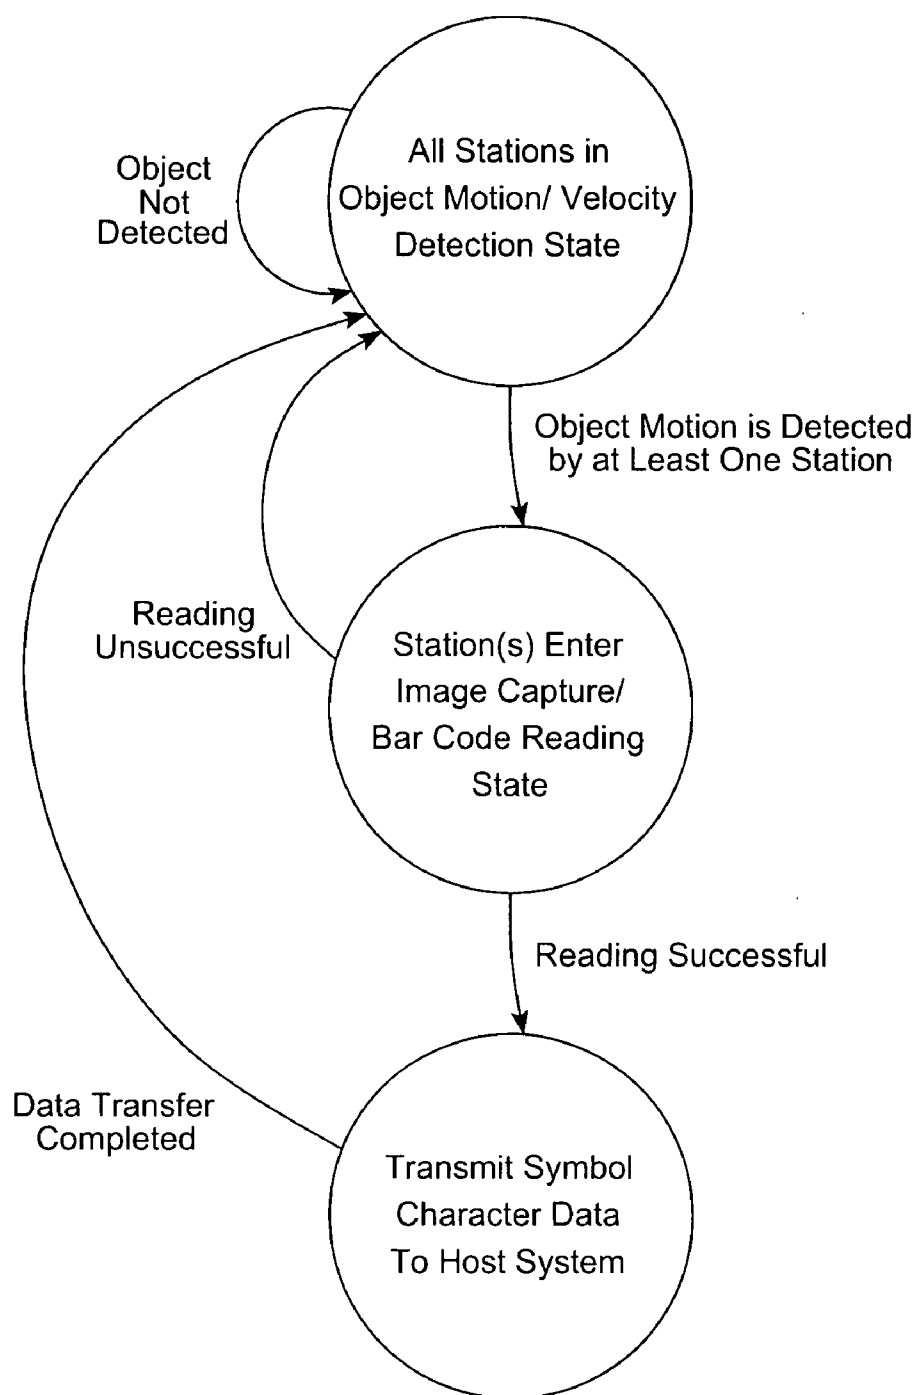 All Stations in
Object Motion/ Velocity
Detection State
Object
Not
Detected
Object Motion is Detected
by at Least One Station
Reading
Unsuccessful
Station(s) Enter
Image Capture/
Bar Code Reading
State
Reading Successful
Data Transfer
Completed
Transmit Symbol
Character Data
To Host System